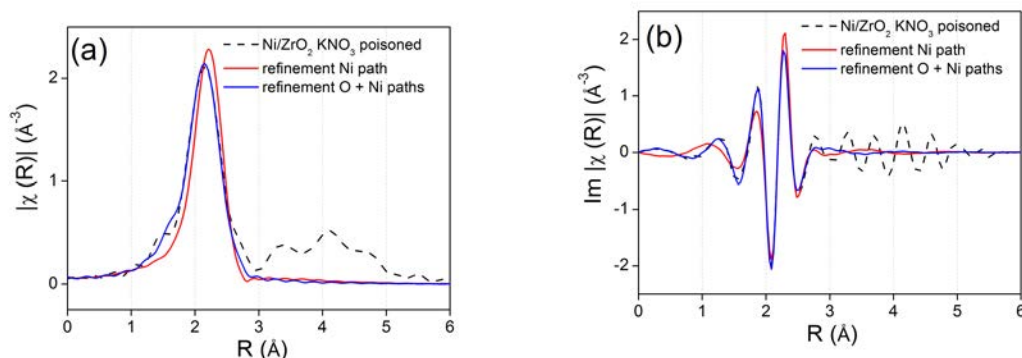 (a)
Ni/ZrO₂ KNO₃ poisoned
refinement Ni path
refinement O + Ni paths
|χ (R)| (Å⁻³)
2
1
0
0 1 2 3 4 5 6
R (Å)
(b)
Ni/ZrO₂ KNO₃ poisoned
refinement Ni path
refinement O + Ni paths
Im |χ (R)| (Å⁻³)
2
1
0
-1
-2
0 1 2 3 4 5 6
R (Å)